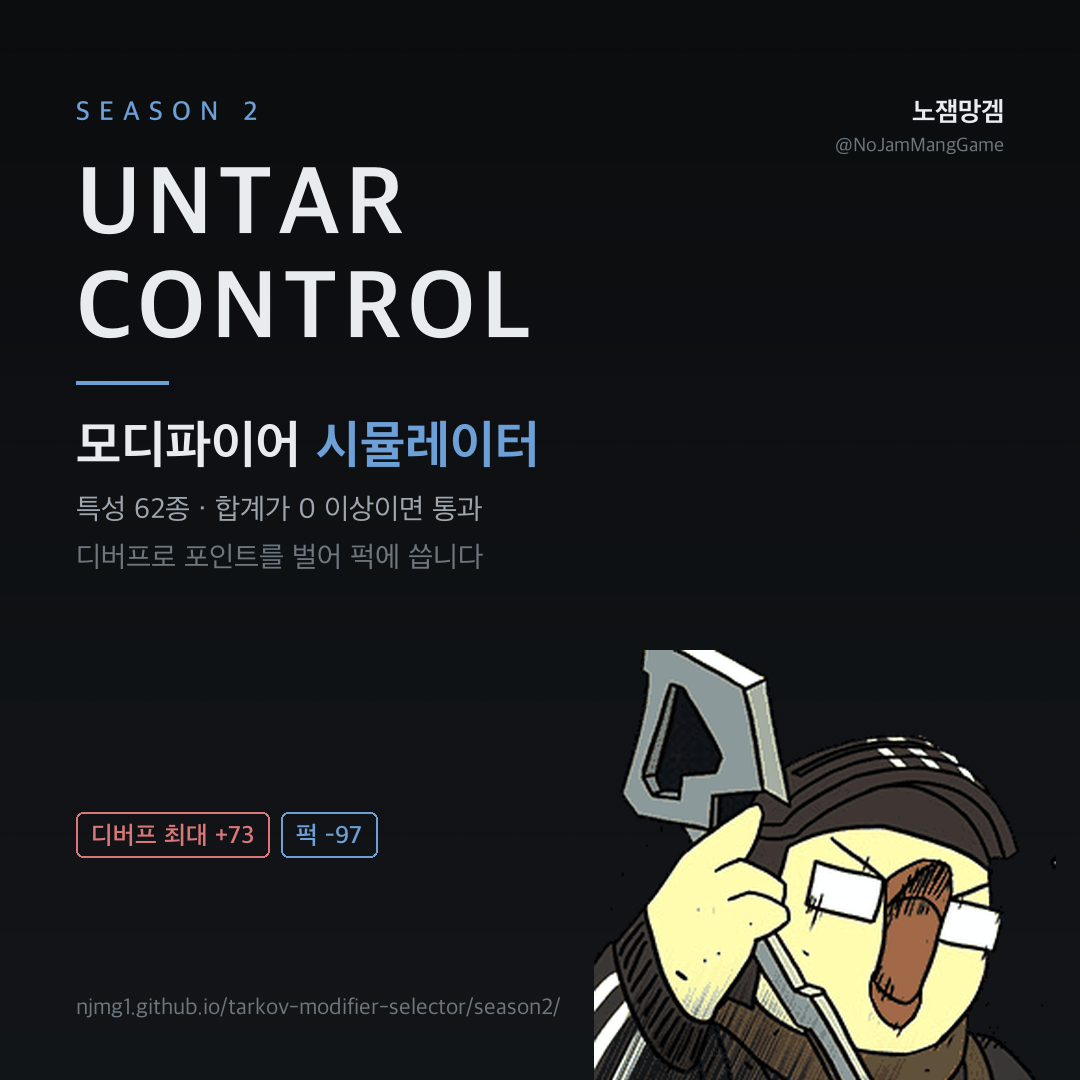 SEASON 2
노잼망겜
@NoJamMangGame
UNTAR
CONTROL
모디파이어 시뮬레이터
특성 62종 · 합계가 0 이상이면 통과
디버프로 포인트를 벌어 퍽에 씁니다
디버프 최대 +73
퍽 -97
njmg1.github.io/tarkov-modifier-selector/season2/